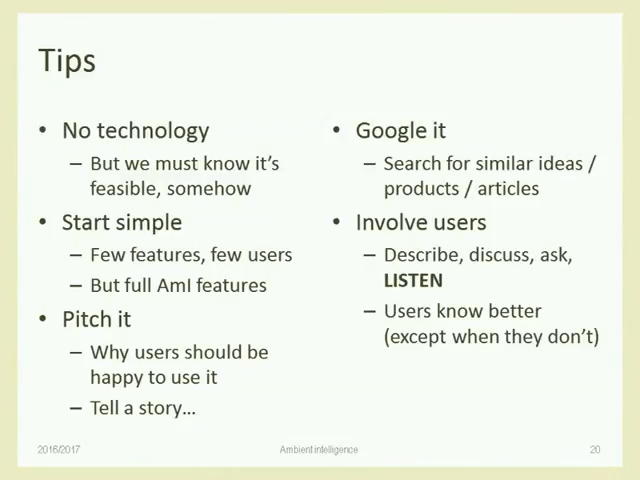 Tips
• No technology
– But we must know it's
feasible, somehow
• Start simple
– Few features, few users
– But full AmI features
• Pitch it
– Why users should be
happy to use it
– Tell a story…
• Google it
– Search for similar ideas /
products / articles
• Involve users
– Describe, discuss, ask,
LISTEN
– Users know better
(except when they don't)
2016/2017
Ambient intelligence
20